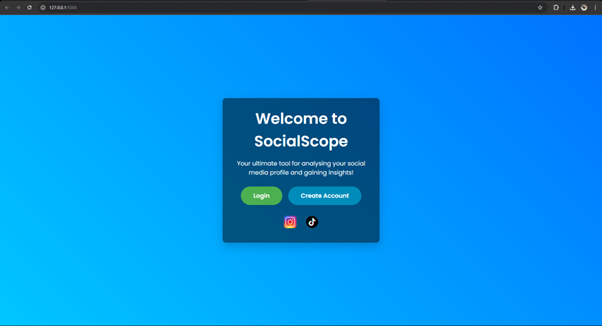 127.0.0.1:5000
Welcome to
SocialScope
Your ultimate tool for analysing your social
media profile and gaining insights!
Login
Create Account